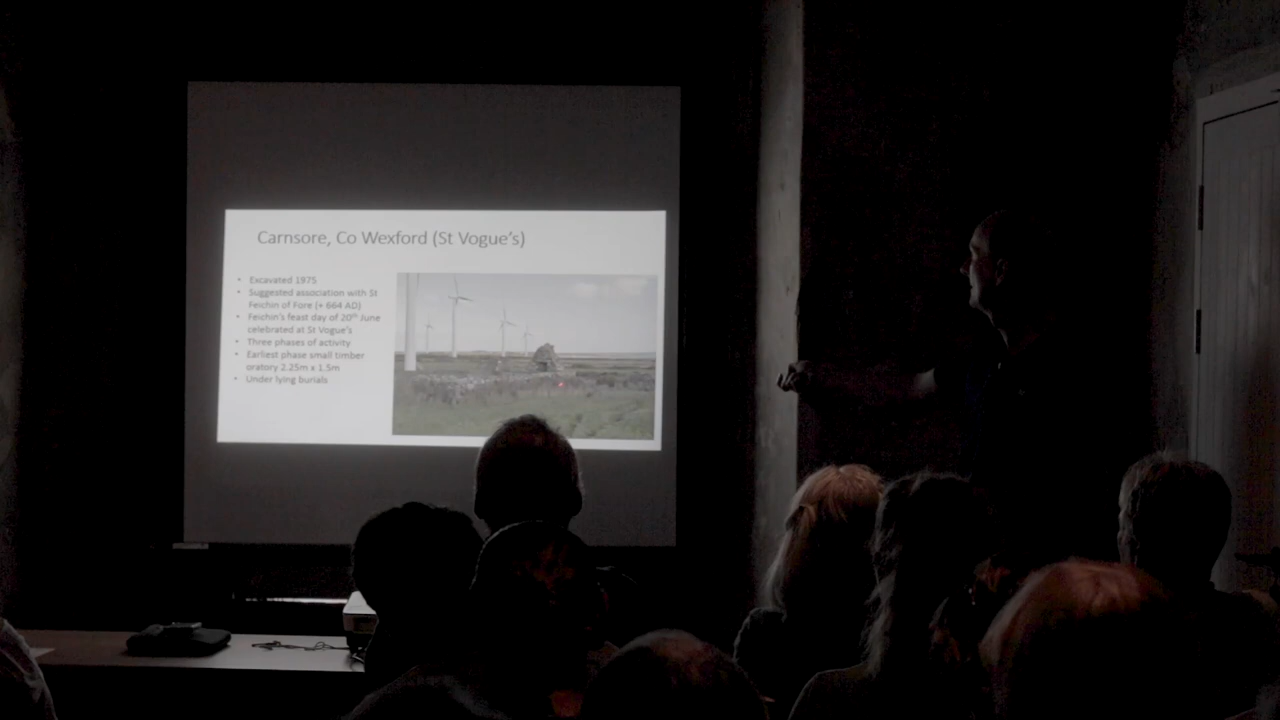 Carnsore, Co Wexford (St Vogue's)
• Excavated 1975
• Suggested association with St
Feichin of Fore (+ 664 AD)
• Feichin's feast day of 20th June
celebrated at St Vogue's
• Three phases of activity
• Earliest phase small timber
oratory 2.25m x 1.5m
• Under lying burials